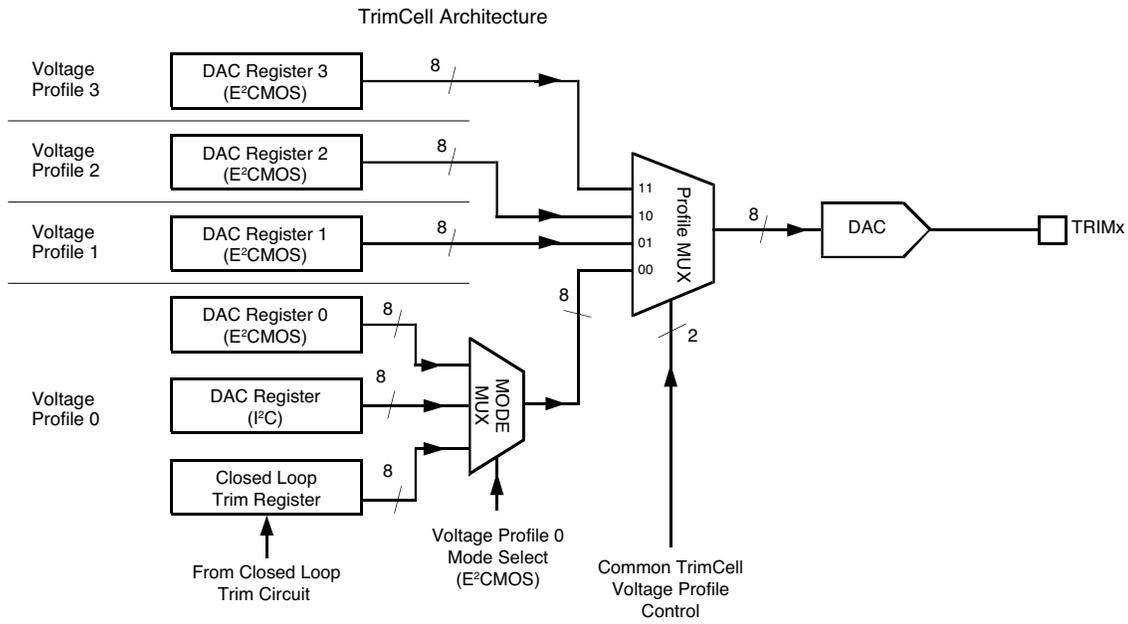 TrimCell Architecture
Voltage
Profile 3
DAC Register 3
(E²CMOS)
8
Voltage
Profile 2
DAC Register 2
(E²CMOS)
8
Voltage
Profile 1
DAC Register 1
(E²CMOS)
8
11
10
01
00
Profile MUX
8
DAC
TRIMx
Voltage
Profile 0
DAC Register 0
(E²CMOS)
8
DAC Register
(I²C)
8
Closed Loop
Trim Register
8
MODE
MUX
8
2
From Closed Loop
Trim Circuit
Voltage Profile 0
Mode Select
(E²CMOS)
Common TrimCell
Voltage Profile
Control